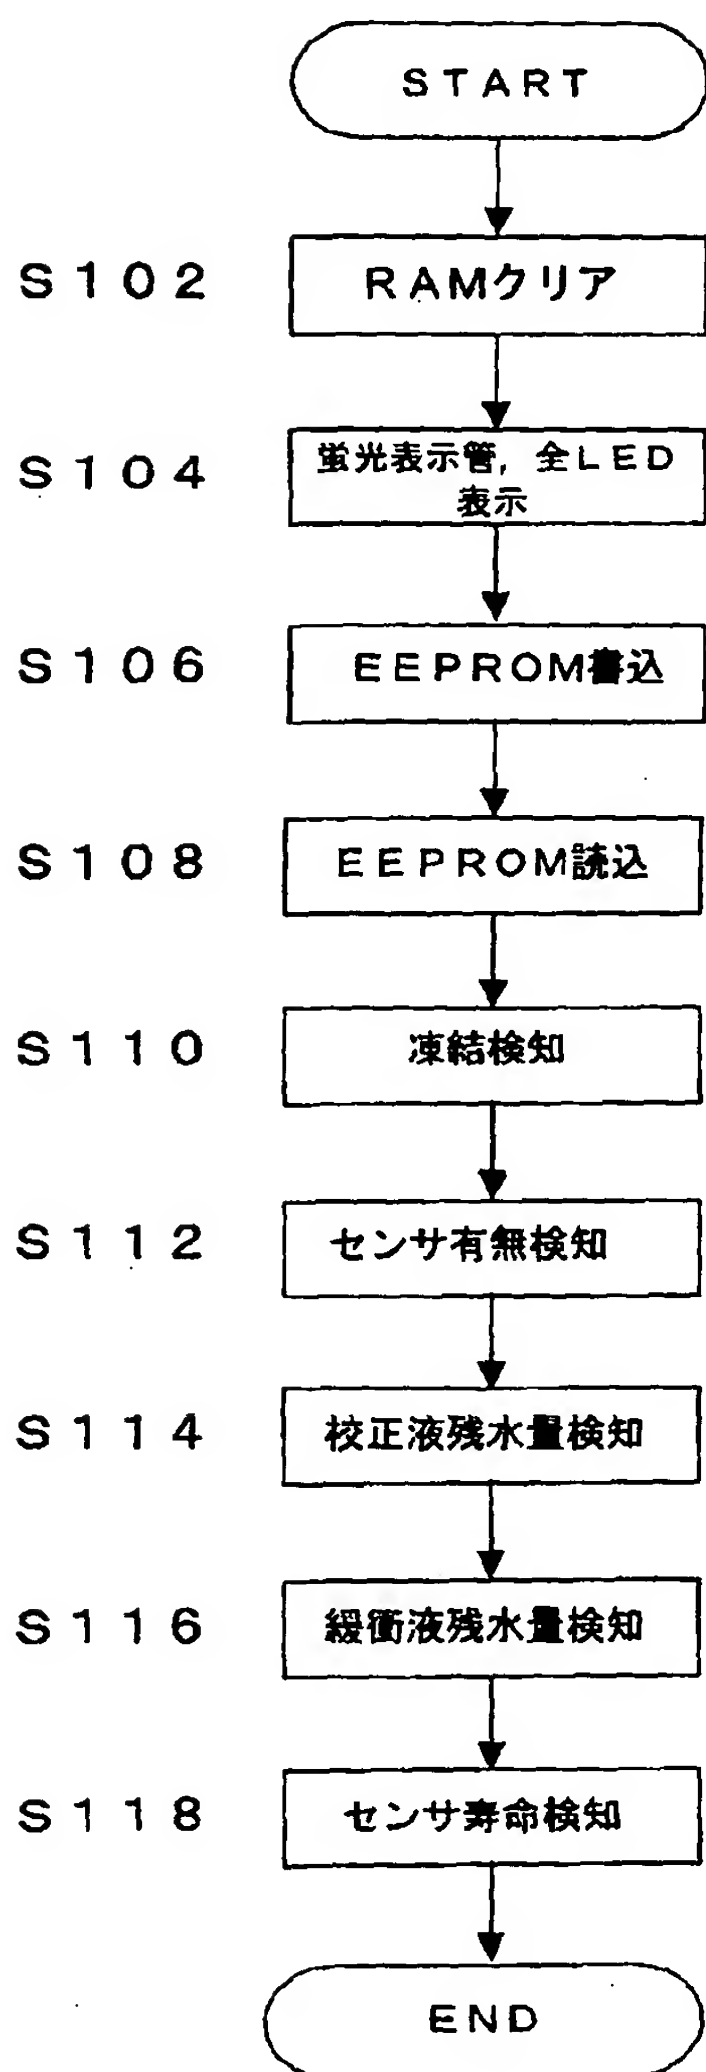 START
S102 RAMクリア
S104 蛍光表示管，全LED
表示
S106 EEPROM書込
S108 EEPROM読込
S110 凍結検知
S112 センサ有無検知
S114 校正液残水量検知
S116 緩衝液残水量検知
S118 センサ寿命検知
END